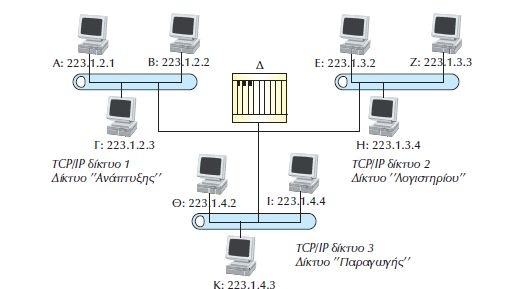 Α: 223.1.2.1
Β: 223.1.2.2
Δ
Ε: 223.1.3.2
Ζ: 223.1.3.3
Γ: 223.1.2.3
Η: 223.1.3.4
TCP/IP δίκτυο 1
Δίκτυο "Ανάπτυξης"
TCP/IP δίκτυο 2
Δίκτυο "Λογιστηρίου"
Θ: 223.1.4.2
Ι: 223.1.4.4
TCP/IP δίκτυο 3
Δίκτυο "Παραγωγής"
Κ: 223.1.4.3